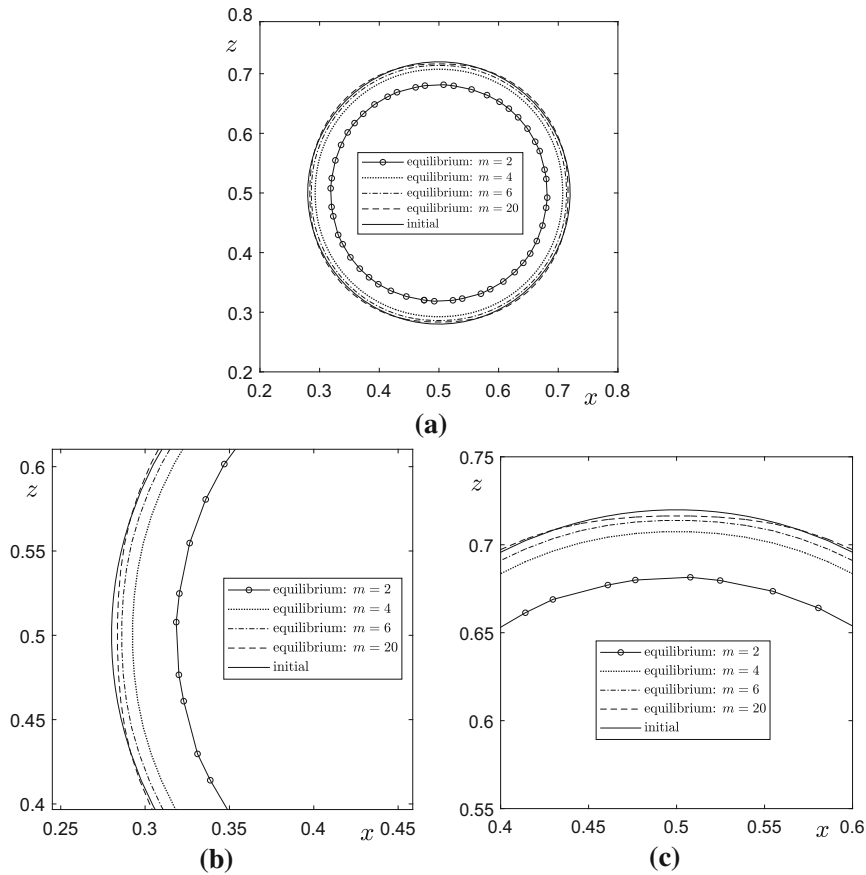 0.8
z
0.7
0.6
0.5
0.4
0.3
0.2
equilibrium: m = 2
equilibrium: m = 4
equilibrium: m = 6
equilibrium: m = 20
initial
0.2 0.3 0.4 0.5 0.6 0.7 0.8
x
(a)
0.6
z
0.55
0.5
0.45
0.4
equilibrium: m = 2
equilibrium: m = 4
equilibrium: m = 6
equilibrium: m = 20
initial
0.25 0.3 0.35 0.4 0.45
x
(b)
0.75
z
0.7
0.65
0.6
0.55
equilibrium: m = 2
equilibrium: m = 4
equilibrium: m = 6
equilibrium: m = 20
initial
0.4 0.45 0.5 0.55 0.6
x
(c)